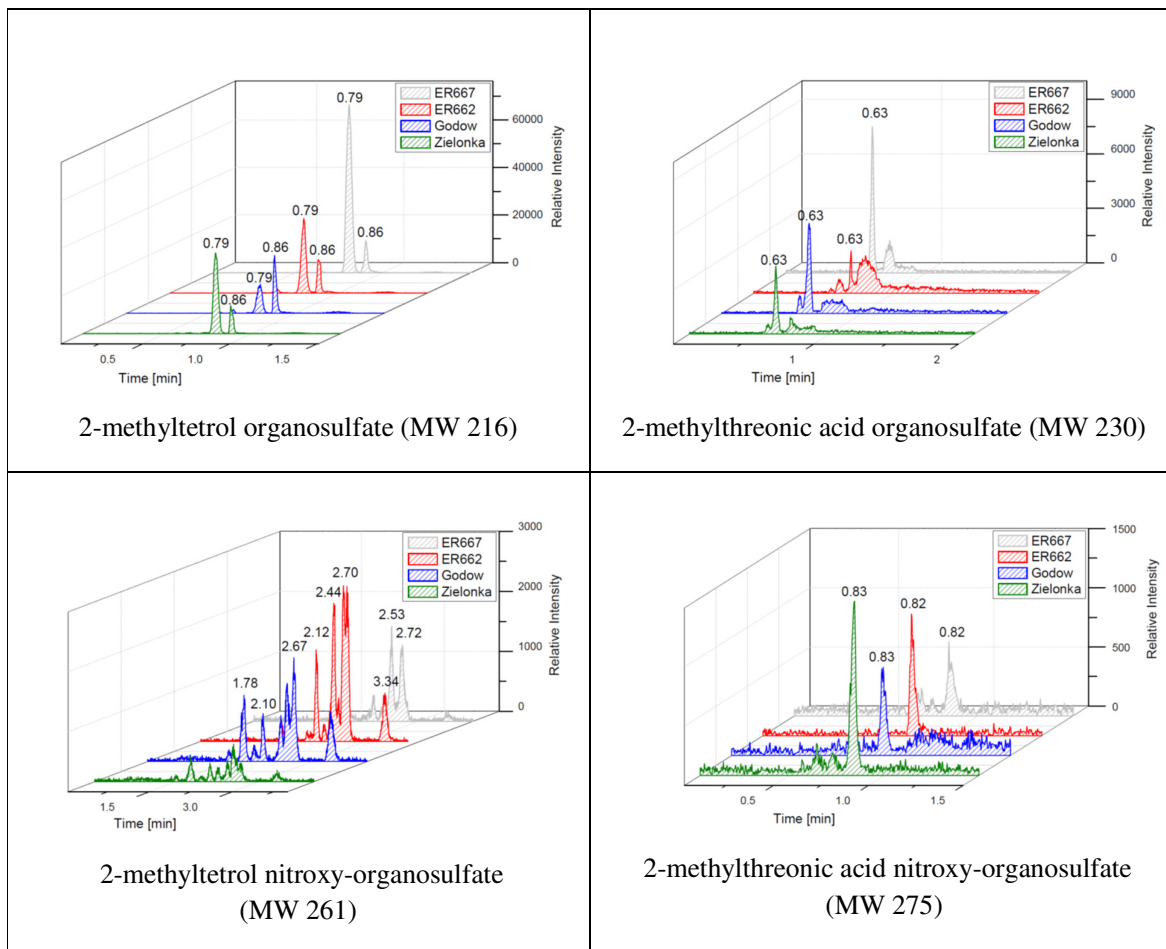 ER667
ER662
Godow
Zielonka
0.79
0.79
0.86
0.79
0.86
0.86
0.79
0.86
60000
40000
20000
0
Relative Intensity
0.5
1.0
1.5
Time [min]
2-methyltetrol organosulfate (MW 216)
ER667
ER662
Godow
Zielonka
0.63
0.63
0.63
0.63
9000
6000
3000
0
Relative Intensity
1
2
Time [min]
2-methylthreonic acid organosulfate (MW 230)
ER667
ER662
Godow
Zielonka
2.70
2.44
2.53
2.12
2.72
2.67
1.78
2.10
3.34
3000
2000
1000
0
Relative Intensity
1.5
3.0
Time [min]
2-methyltetrol nitroxy-organosulfate
(MW 261)
ER667
ER662
Godow
Zielonka
0.83
0.82
0.82
0.83
1500
1000
500
0
Relative Intensity
0.5
1.0
1.5
Time [min]
2-methylthreonic acid nitroxy-organosulfate
(MW 275)